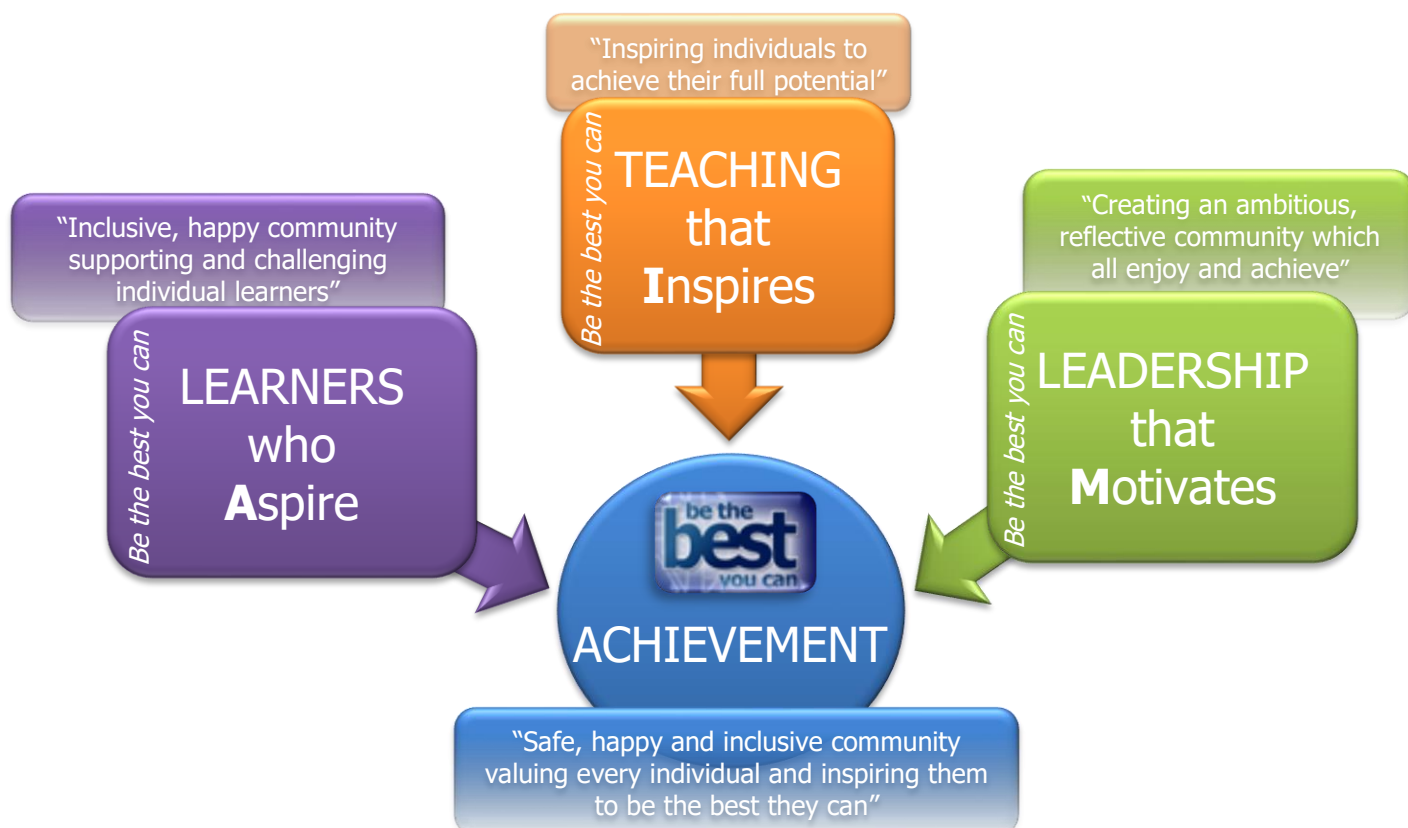 “Inspiring individuals to
achieve their full potential”
Be the best you can
TEACHING
that
Inspires
“Inclusive, happy community
supporting and challenging
individual learners”
Be the best you can
LEARNERS
who
Aspire
“Creating an ambitious,
reflective community which
all enjoy and achieve”
Be the best you can
LEADERSHIP
that
Motivates
be the
best
you can
ACHIEVEMENT
“Safe, happy and inclusive community
valuing every individual and inspiring them
to be the best they can”